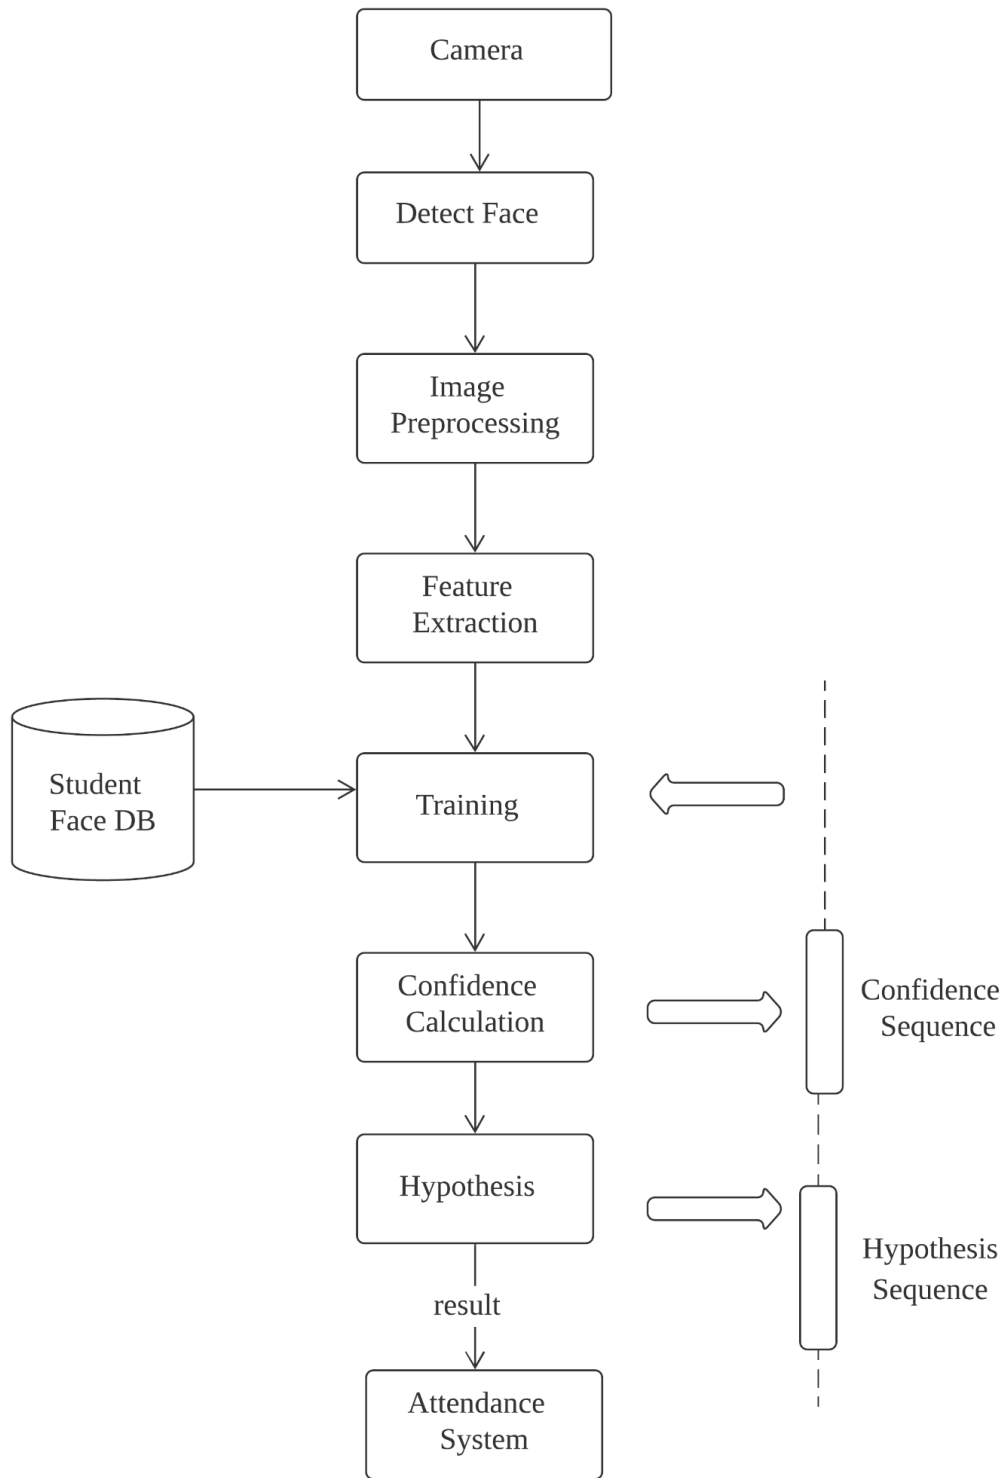 Camera
Detect Face
Image
Preprocessing
Feature
Extraction
Student
Face DB
Training
Confidence
Calculation
Confidence
Sequence
Hypothesis
Hypothesis
Sequence
result
Attendance
System